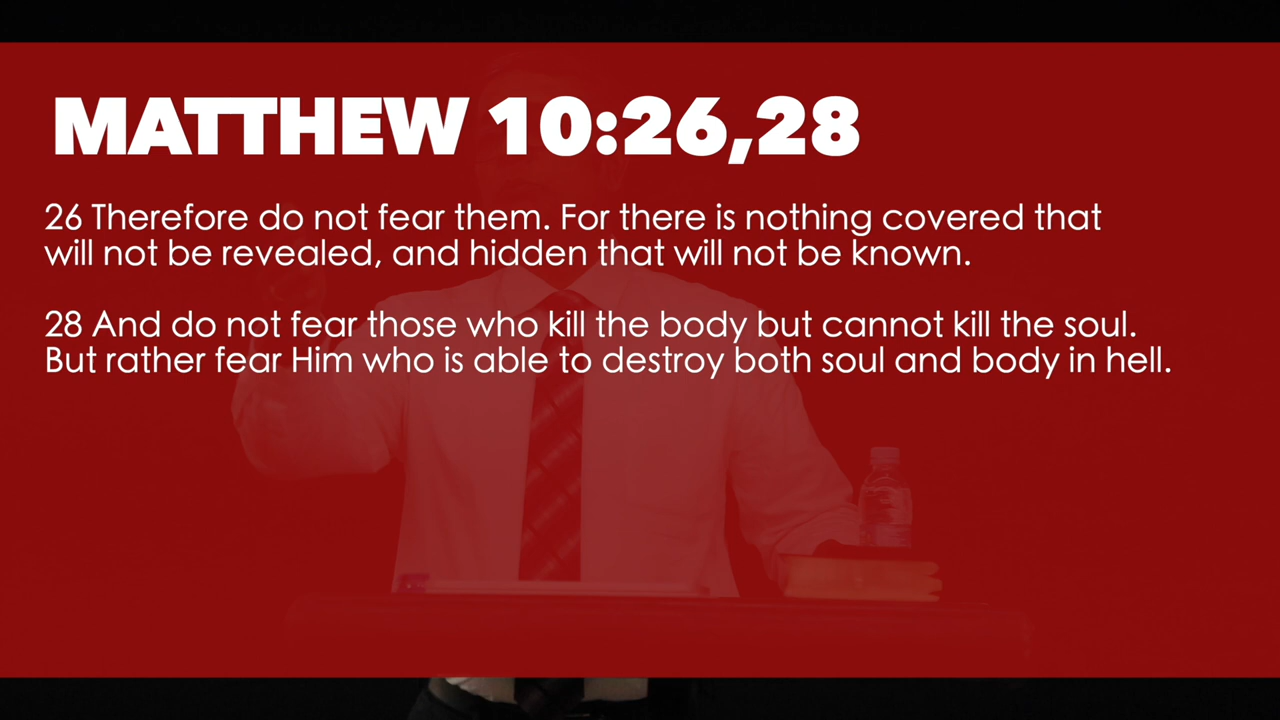 MATTHEW 10:26,28
26 Therefore do not fear them. For there is nothing covered that
will not be revealed, and hidden that will not be known.
28 And do not fear those who kill the body but cannot kill the soul.
But rather fear Him who is able to destroy both soul and body in hell.